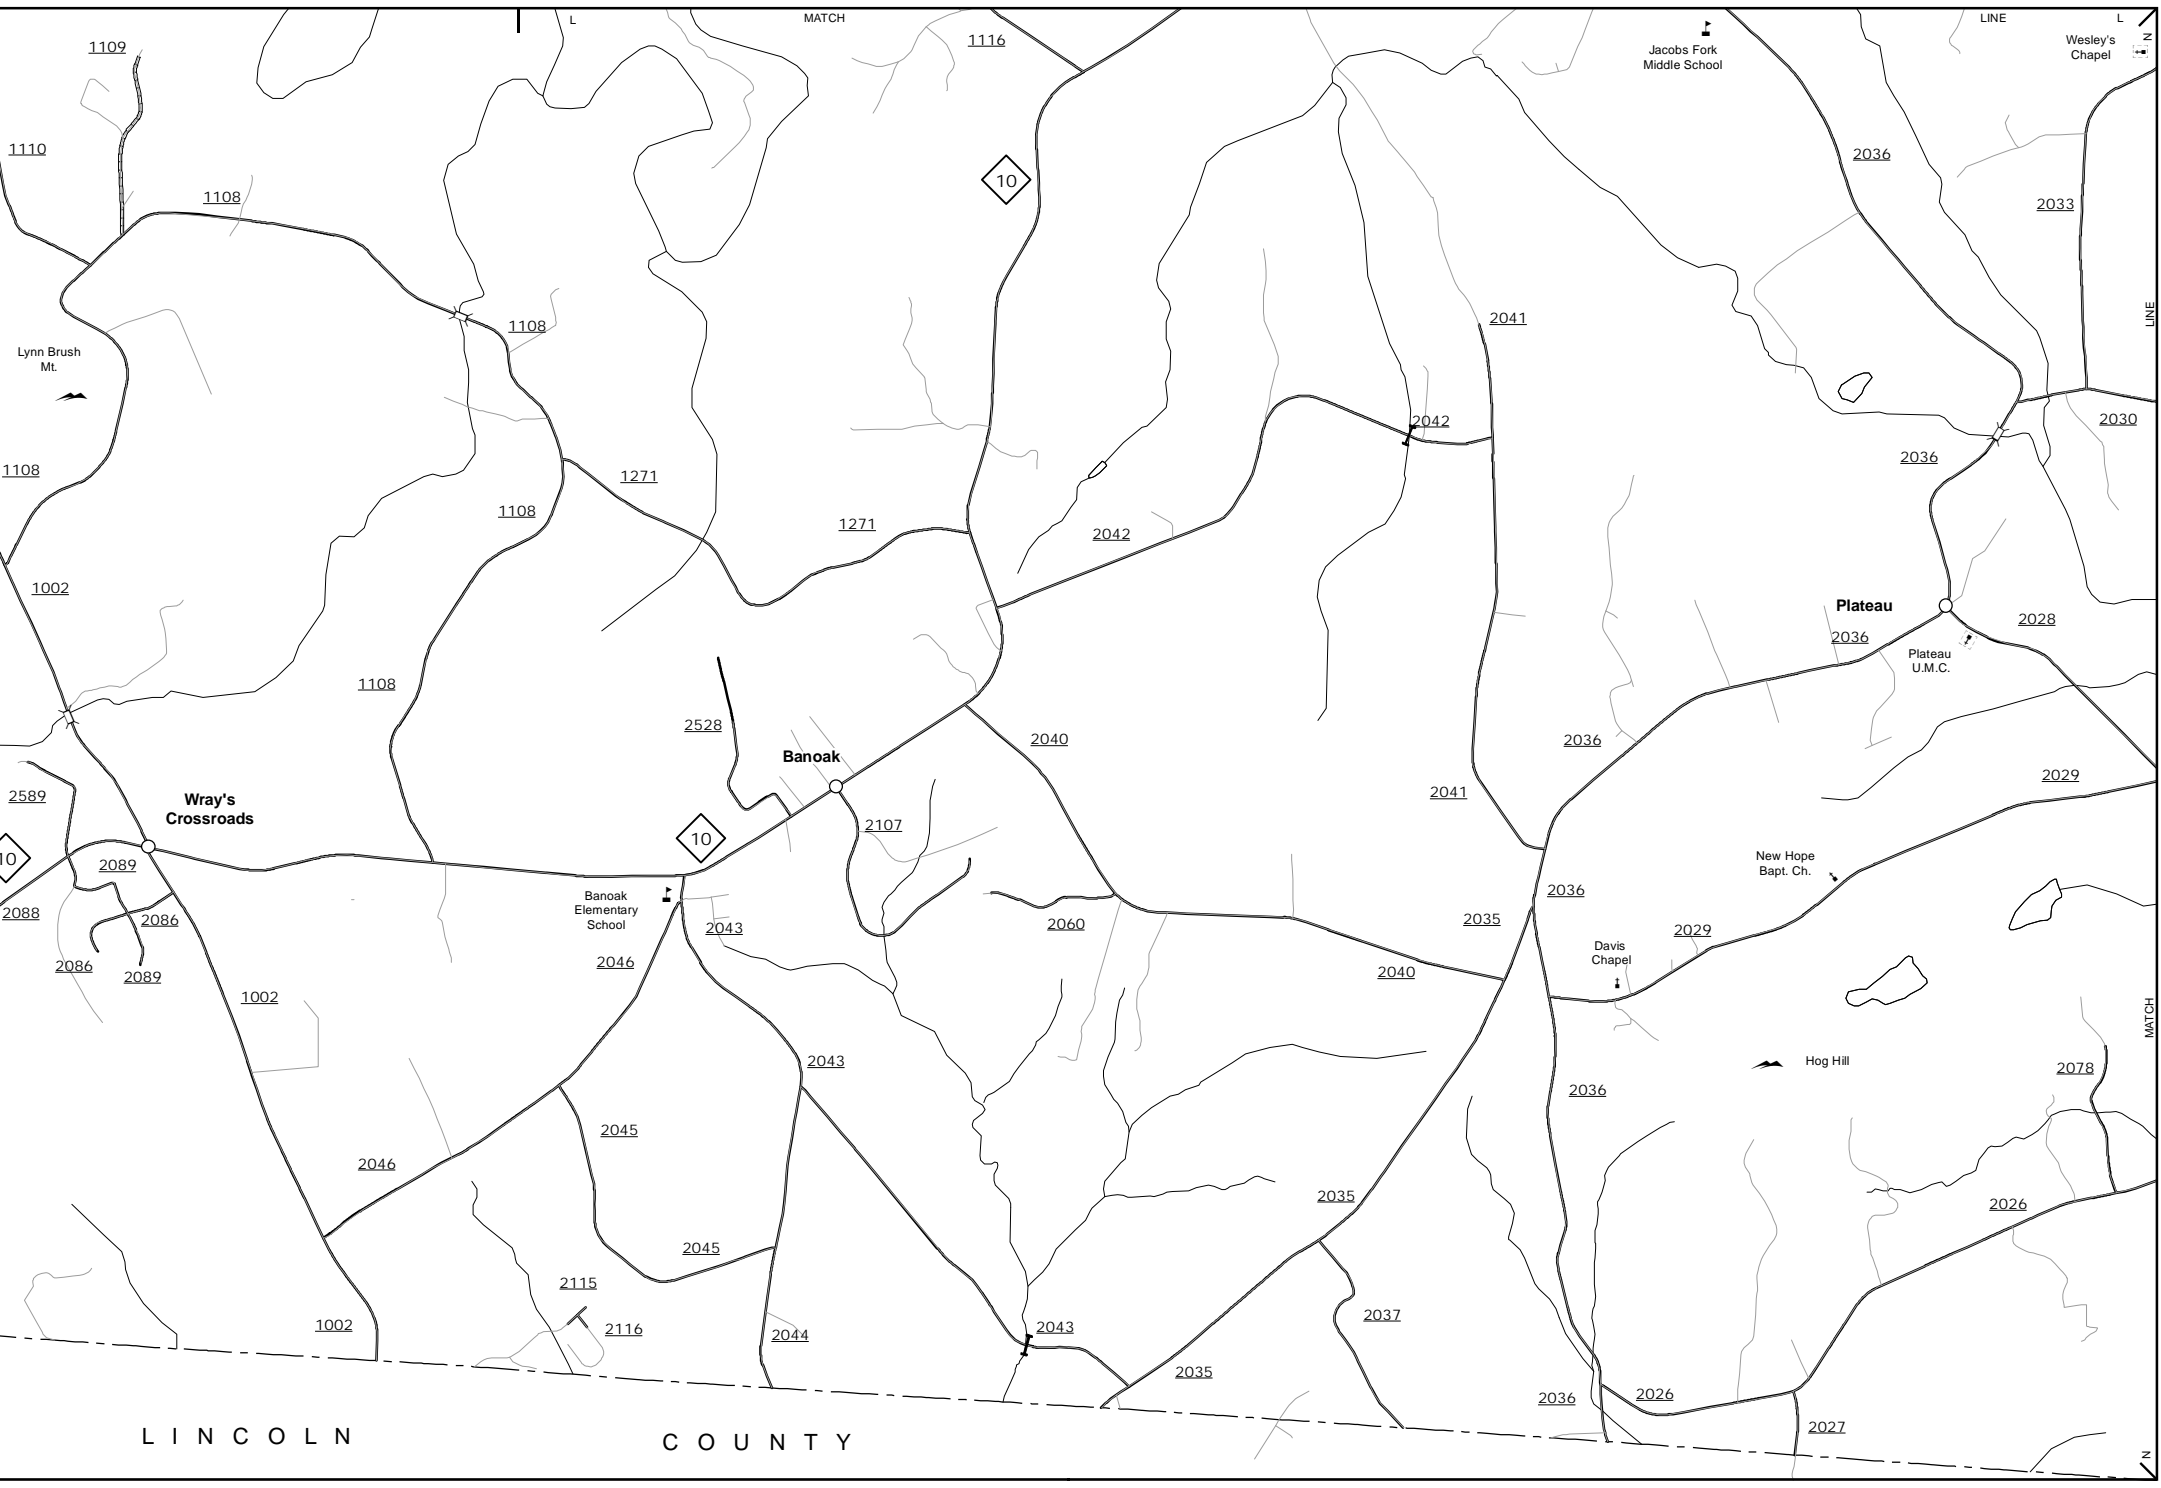 L
MATCH
LINE
L
N
1109
1116
Jacobs Fork
Middle School
Wesley's
Chapel
1110
2036
10
1108
2033
1108
2041
LINE
Lynn Brush
Mt.
2042
2030
1108
1271
2036
1108
1271
2042
1002
Plateau
2028
2036
Plateau
U.M.C.
1108
2528
2040
2036
Banoak
2029
2589
Wray's
Crossroads
2041
10
2107
10
2089
New Hope
Bapt. Ch.
2036
Banoak
Elementary
School
2088
2086
2043
2060
2035
2029
Davis
Chapel
2086
2089
2046
2040
1002
MATCH
2043
Hog Hill
2078
2036
2045
2046
2035
2026
2045
2115
2037
1002
2116
2044
2043
2035
2036
2026
2027
LINCOLN
COUNTY
N